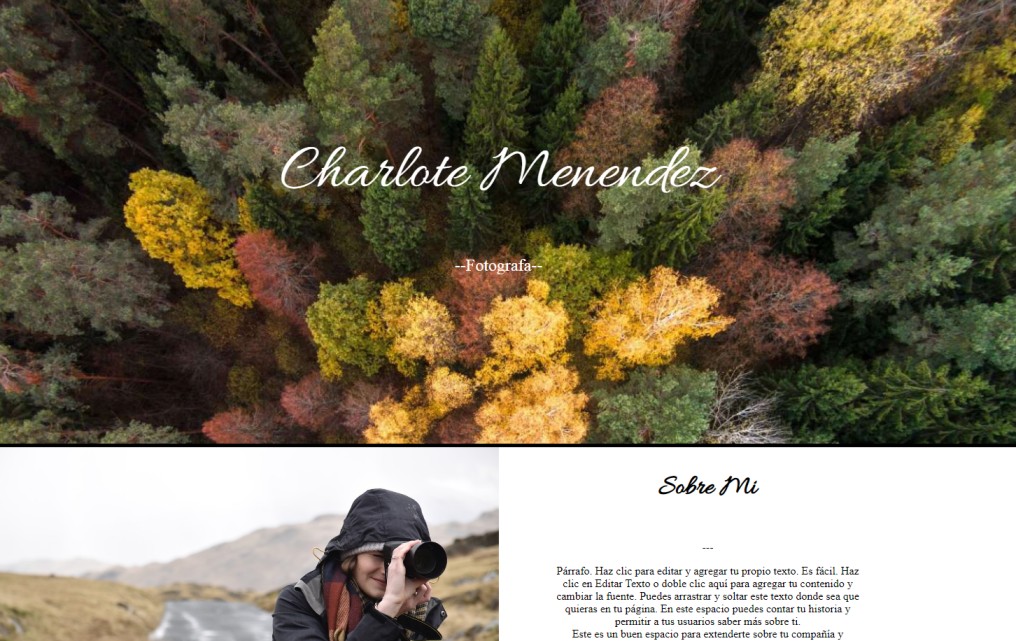 Charlote Menendez
--Fotografa--
Sobre Mi
---
Párrafo. Haz clic para editar y agregar tu propio texto. Es fácil. Haz
clic en Editar Texto o doble clic aquí para agregar tu contenido y
cambiar la fuente. Puedes arrastrar y soltar este texto donde sea que
quieras en tu página. En este espacio puedes contar tu historia y
permitir a tus usuarios saber más sobre ti.
Este es un buen espacio para extenderte sobre tu compañía y